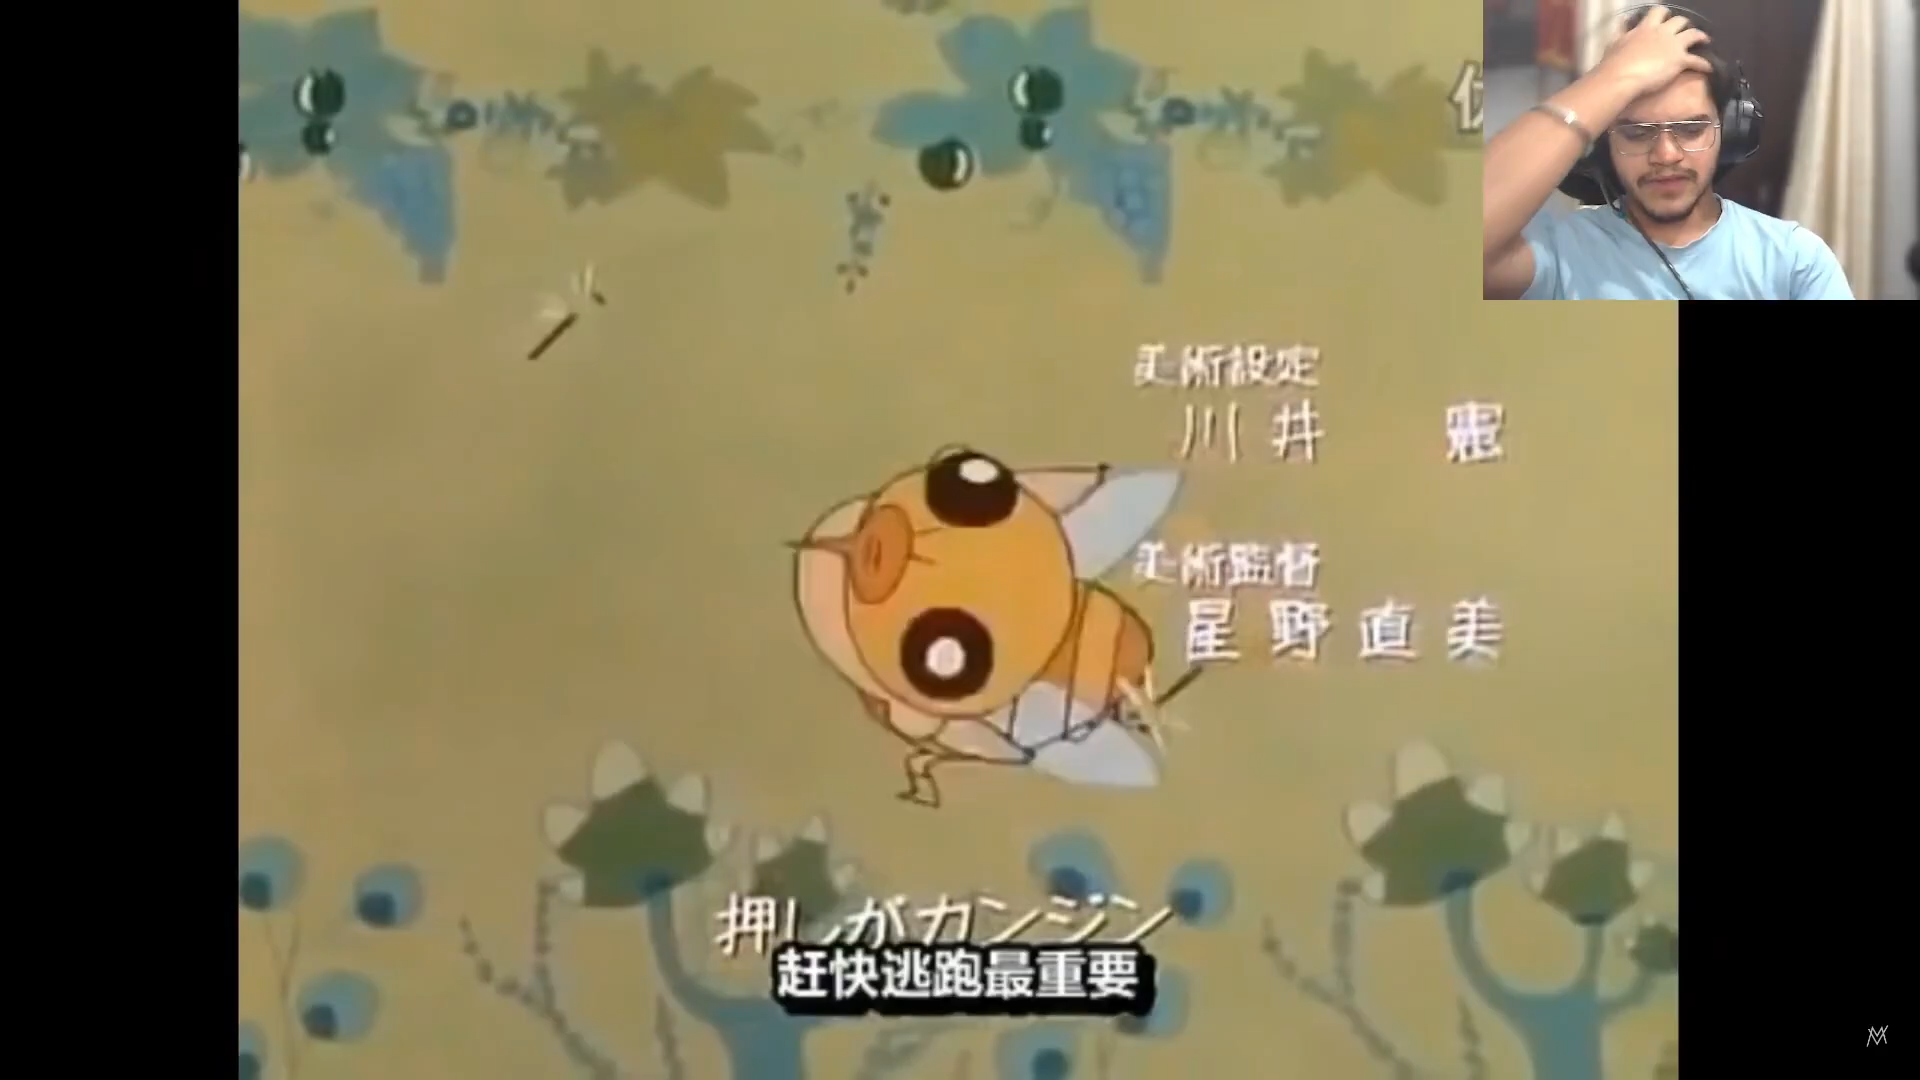 美術設定
川井 憲
美術監督
星野直美
押しがカンジン
赶快逃跑最重要